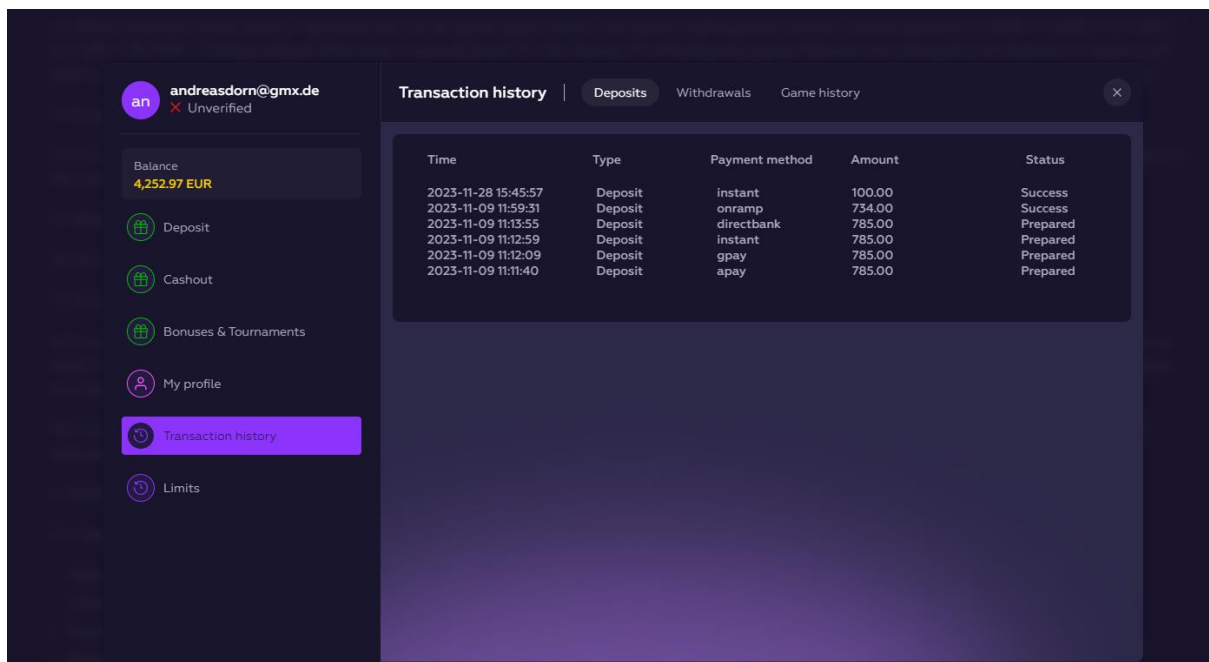 an
andreasdorn@gmx.de
Unverified
Balance
4,252.97 EUR
Deposit
Cashout
Bonuses & Tournaments
My profile
Transaction history
Limits
Transaction history | Deposits Withdrawals Game history
Time Type Payment method Amount Status
2023-11-28 15:45:57 Deposit instant 100.00 Success
2023-11-09 11:59:31 Deposit onramp 734.00 Success
2023-11-09 11:13:55 Deposit directbank 785.00 Prepared
2023-11-09 11:12:59 Deposit instant 785.00 Prepared
2023-11-09 11:12:09 Deposit gpay 785.00 Prepared
2023-11-09 11:11:40 Deposit apay 785.00 Prepared